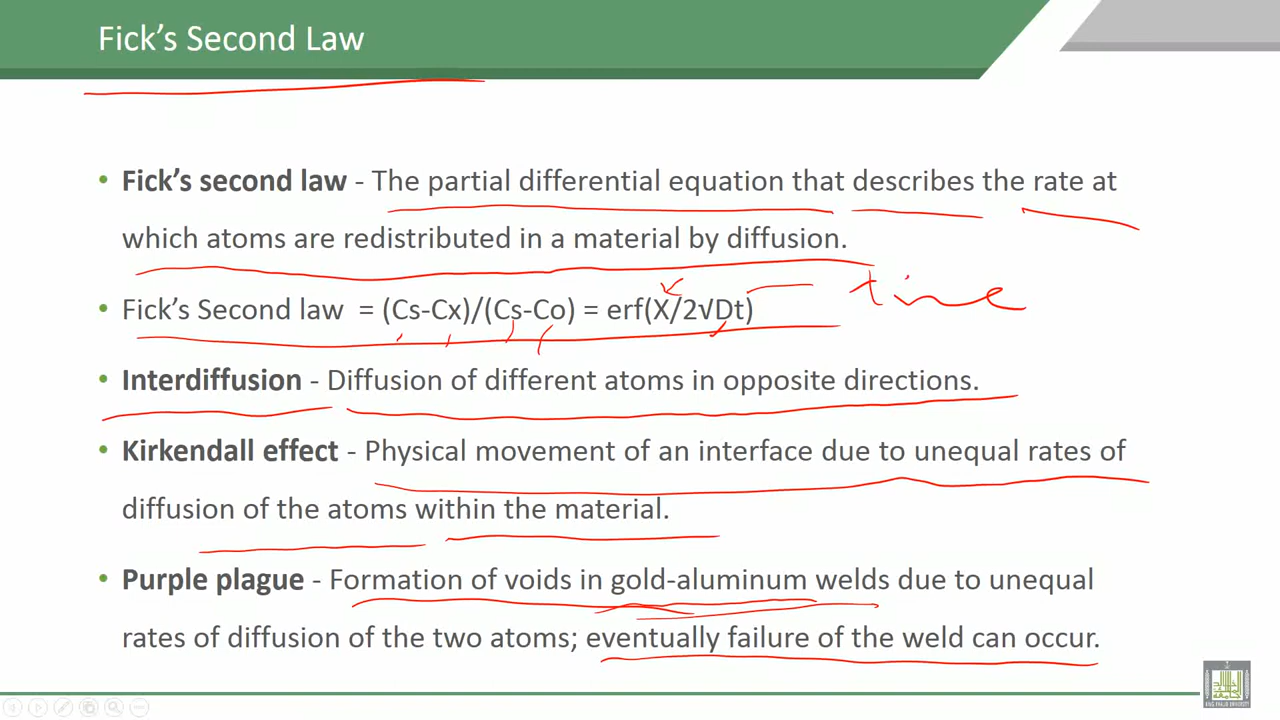 Fick's Second Law
• Fick's second law - The partial differential equation that describes the rate at
which atoms are redistributed in a material by diffusion.
time
• Fick's Second law = (Cs-Cx)/(Cs-Co) = erf(X/2√Dt)
• Interdiffusion - Diffusion of different atoms in opposite directions.
• Kirkendall effect - Physical movement of an interface due to unequal rates of
diffusion of the atoms within the material.
• Purple plague - Formation of voids in gold-aluminum welds due to unequal
rates of diffusion of the two atoms; eventually failure of the weld can occur.